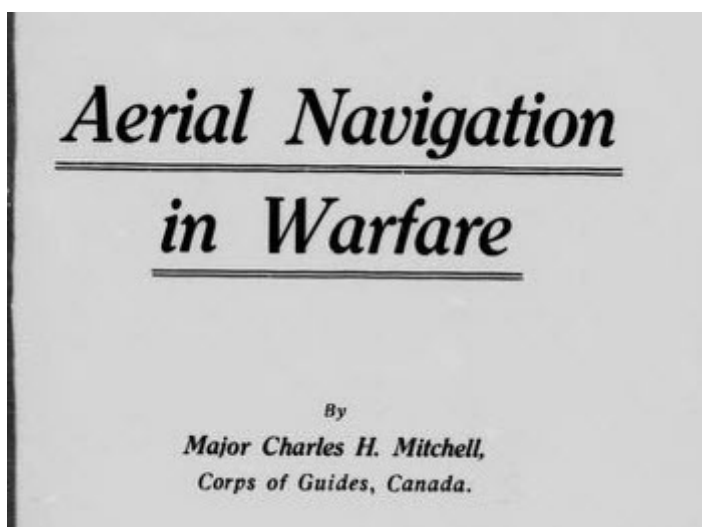 Aerial Navigation
in Warfare
By
Major Charles H. Mitchell,
Corps of Guides, Canada.